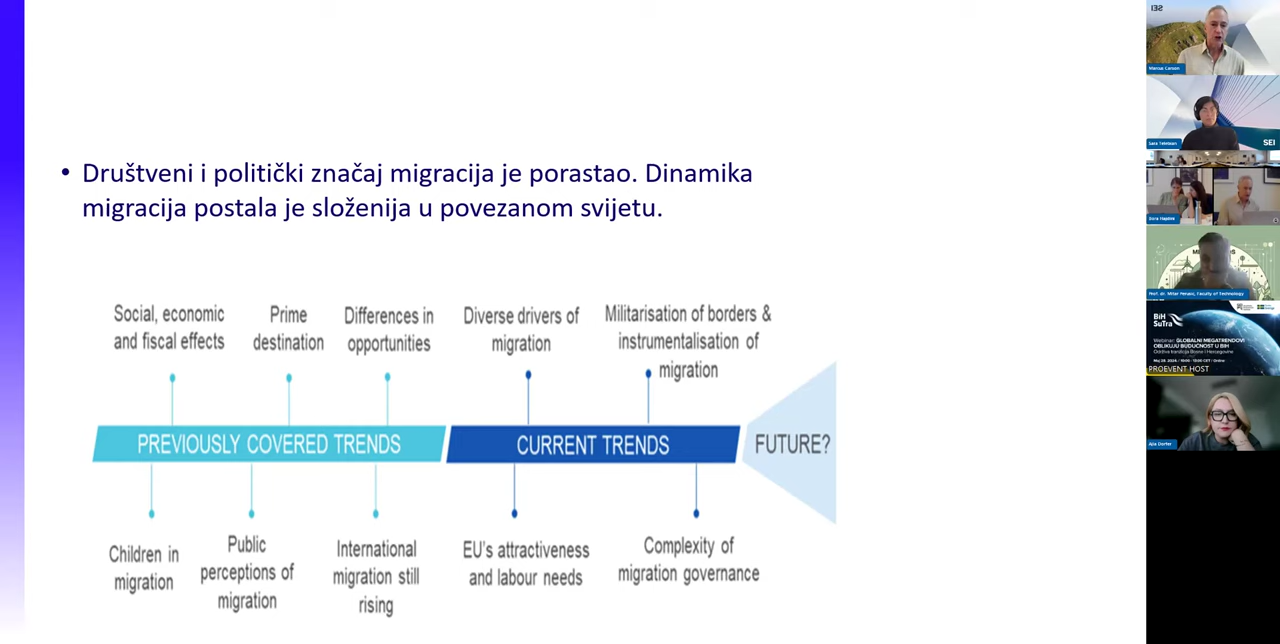 • Društveni i politički značaj migracija je porastao. Dinamika
migracija postala je složenija u povezanom svijetu.
Social, economic
and fiscal effects
Prime
destination
Differences in
opportunities
Diverse drivers of
migration
Militarisation of borders &
instrumentalisation of
migration
PREVIOUSLY COVERED TRENDS
CURRENT TRENDS
FUTURE?
Children in
migration
Public
perceptions of
migration
International
migration still
rising
EU's attractiveness
and labour needs
Complexity of
migration governance
SEI
BiH
SuTra
Webinar: GLOBALNI MEGATRENDOVI
OBLIKUJU BUDUĆNOST U BIH
Održiva tranzicija Bosne i Hercegovine
PROEVENT HOST